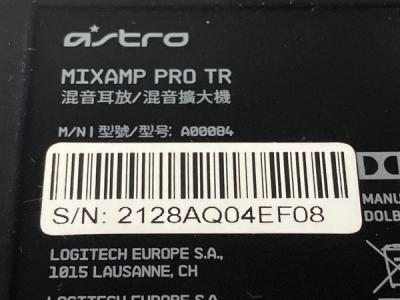 astro
MIXAMP PRO TR
混音耳放/混音擴大機
M/N | 型號/型号: A00084
S/N: 2128AQ04EF08
MANU
DOLB
LOGITECH EUROPE S.A.,
1015 LAUSANNE, CH